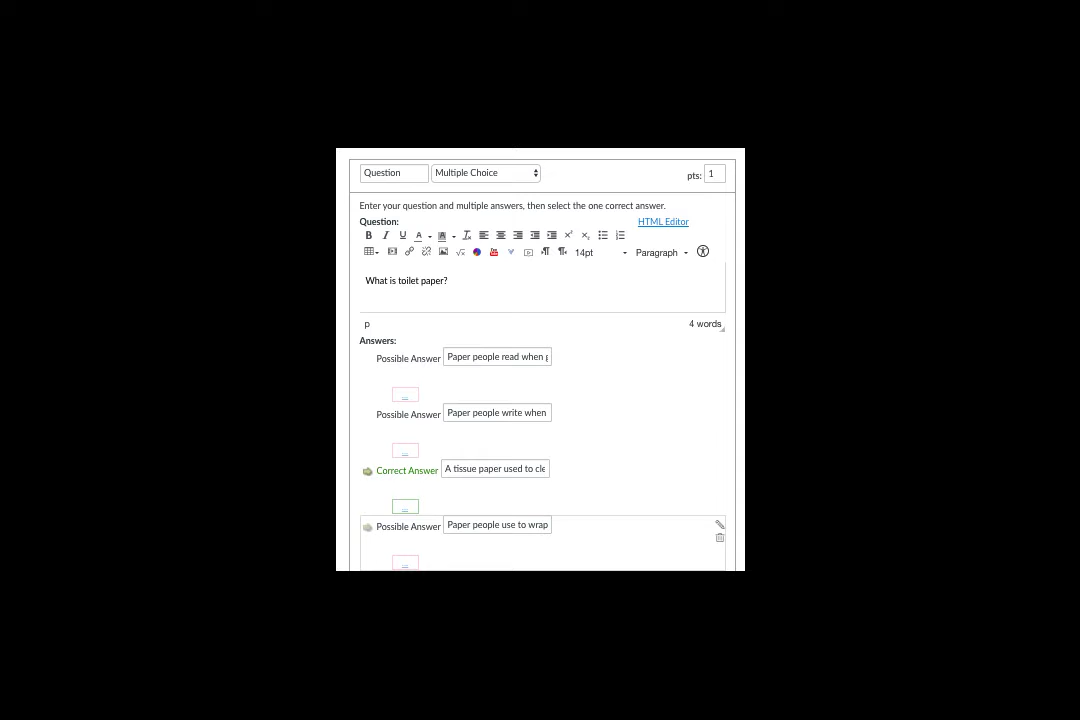 Question Multiple Choice pts: 1
Enter your question and multiple answers, then select the one correct answer.
Question: HTML Editor
B I U A A
14pt Paragraph
What is toilet paper?
p 4 words
Answers:
Possible Answer Paper people read when
...
Possible Answer Paper people write when
...
Correct Answer A tissue paper used to cle
...
Possible Answer Paper people use to wrap
...